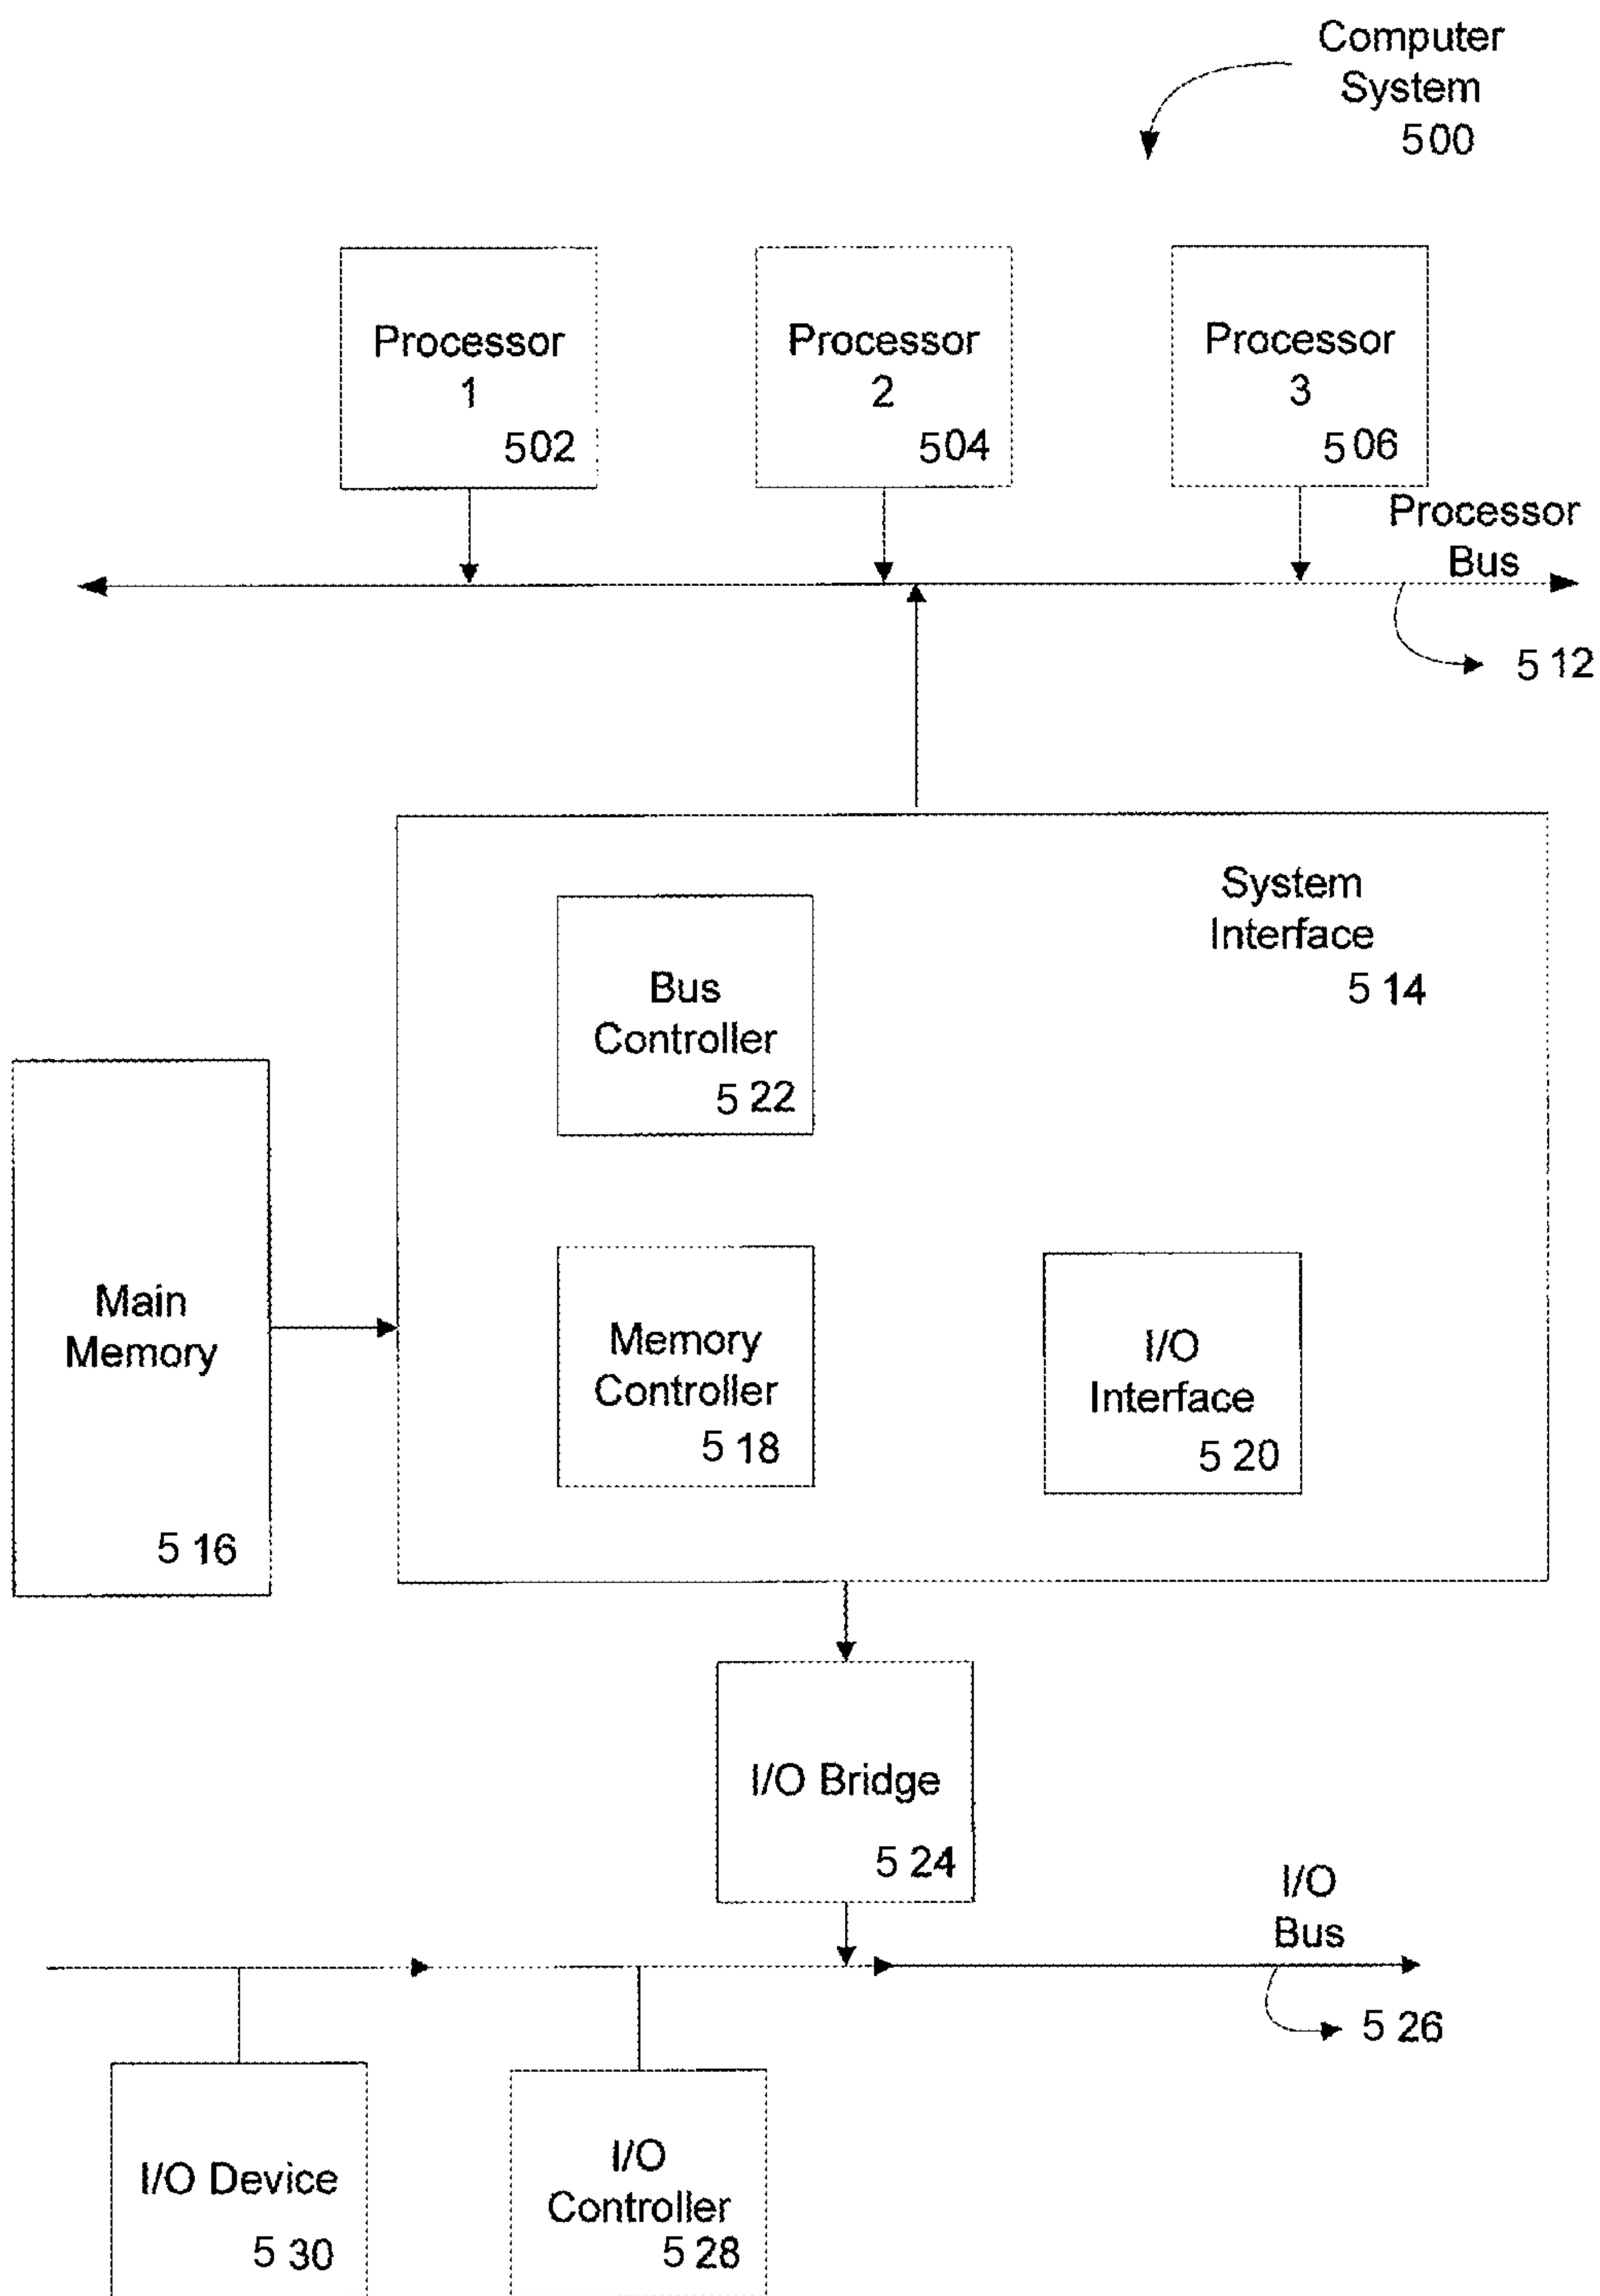 Computer
System
500
Processor
1
502
Processor
2
504
Processor
3
506
Processor
Bus
512
System
Interface
514
Bus
Controller
522
Main
Memory
516
Memory
Controller
518
I/O
Interface
520
I/O Bridge
524
I/O
Bus
526
I/O Device
530
I/O
Controller
528